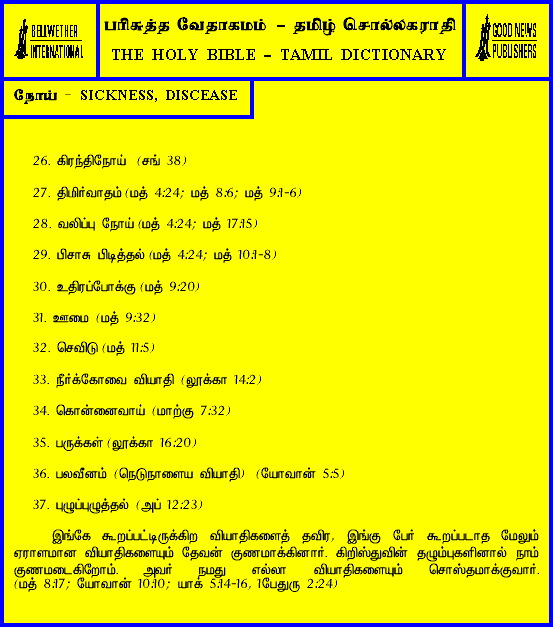 BELLWETHER
INTERNATIONAL
பரிசுத்த வேதாகமம் - தமிழ் சொல்லகராதி
THE HOLY BIBLE - TAMIL DICTIONARY
GOOD NEWS
PUBLISHERS
நோய் - SICKNESS, DISCEASE
26. கிரந்திநோய் (சங் 38)
27. திமிர்வாதம் (மத் 4:24; மத் 8:6; மத் 9:1-6)
28. வலிப்பு நோய் (மத் 4:24; மத் 17:15)
29. பிசாசு பிடித்தல் (மத் 4:24; மத் 10:1-8)
30. உதிரப்போக்கு (மத் 9:20)
31. ஊமை (மத் 9:32)
32. செவிடு (மத் 11:5)
33. நீர்க்கோவை வியாதி (லூக்கா 14:2)
34. கொன்னைவாய் (மாற்கு 7:32)
35. பருக்கள் (லூக்கா 16:20)
36. பலவீனம் (நெடுநாளைய வியாதி) (யோவான் 5:5)
37. புழுப்புழுத்தல் (அப் 12:23)
இங்கே கூறப்பட்டிருக்கிற வியாதிகளைத் தவிர, இங்கு பேர் கூறப்படாத மேலும்
ஏராளமான வியாதிகளையும் தேவன் குணமாக்கினார். கிறிஸ்துவின் தழும்புகளினால் நாம்
குணமடைகிறோம். அவர் நமது எல்லா வியாதிகளையும் சொஸ்தமாக்குவார்.
(மத் 8:17; யோவான் 10:10; யாக் 5:14-16, 1பேதுரு 2:24)